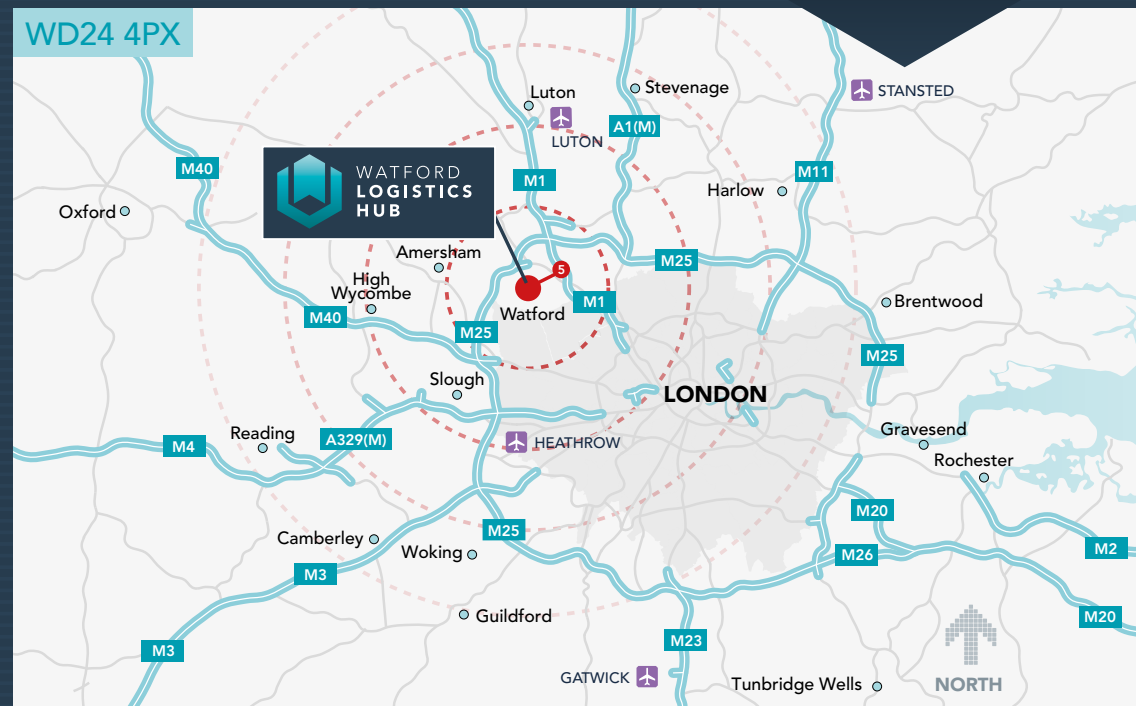 WD24 4PX
Luton
Stevenage
STANSTED
LUTON
A1(M)
M40
M1
M11
WATFORD
LOGISTICS
HUB
Harlow
Oxford
Amersham
M25
High
Wycombe
5
M1
Brentwood
Watford
M40
M25
M25
Slough
LONDON
Reading
A329(M)
M4
HEATHROW
Gravesend
Rochester
M20
M25
Camberley
Woking
M26
M2
M3
Guildford
M20
M23
M3
GATWICK
Tunbridge Wells
NORTH